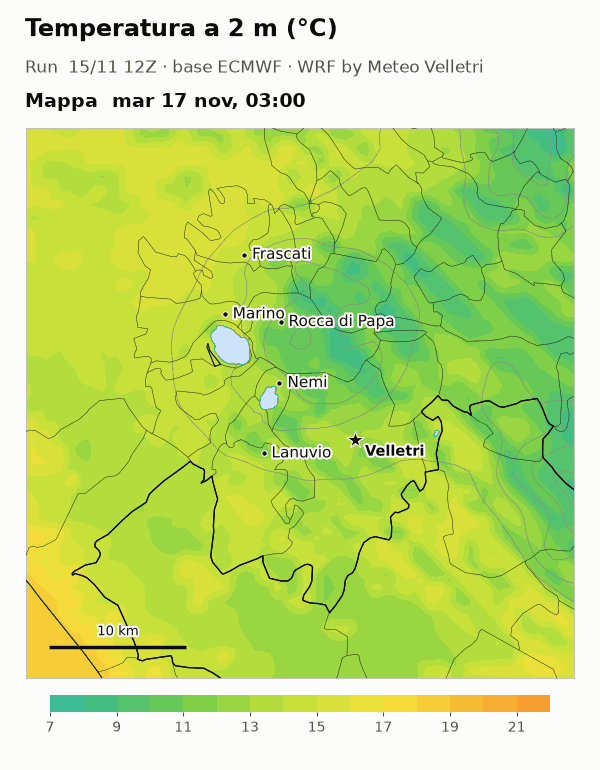 Temperatura a 2 m (°C)
Run  15/11 12Z · base ECMWF · WRF by Meteo Velletri
Mappa  mar 17 nov, 03:00
Frascati
Marino
Rocca di Papa
Nemi
Velletri
Lanuvio
10 km
7 9 11 13 15 17 19 21